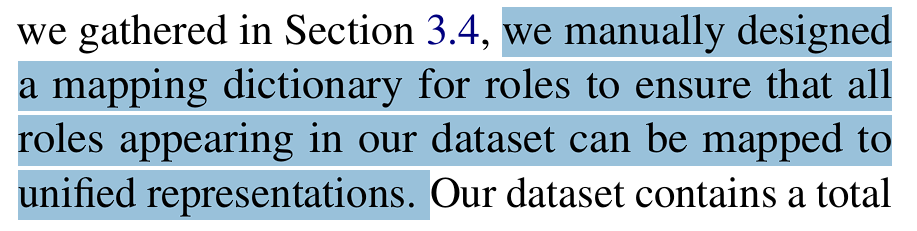 we gathered in Section 3.4, we manually designed
a mapping dictionary for roles to ensure that all
roles appearing in our dataset can be mapped to
unified representations. Our dataset contains a total